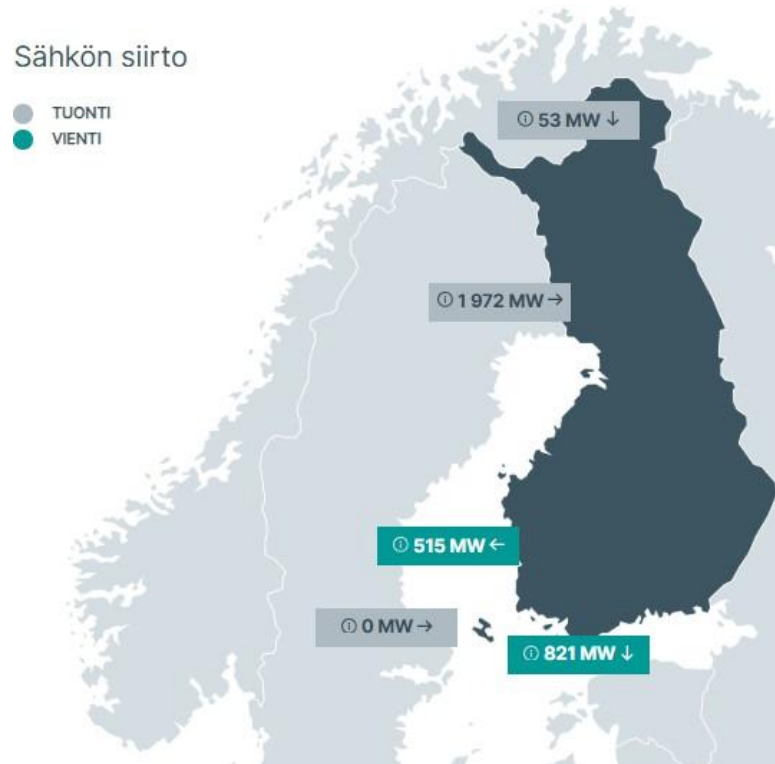 Sähkön siirto
TUONTI
VIENTI
ⓘ 53 MW ↓
ⓘ 1 972 MW →
ⓘ 515 MW ←
ⓘ 0 MW →
ⓘ 821 MW ↓